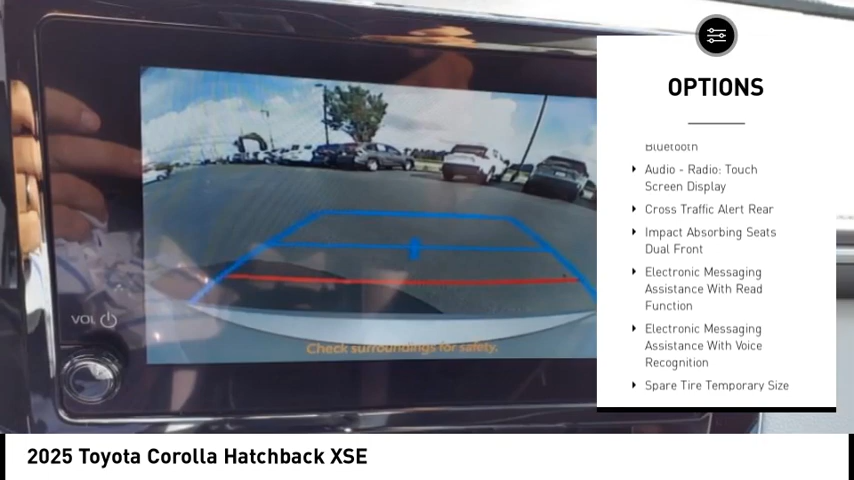 OPTIONS
Bluetooth
Audio - Radio: Touch
Screen Display
Cross Traffic Alert Rear
Impact Absorbing Seats
Dual Front
Electronic Messaging
Assistance With Read
Function
Electronic Messaging
Assistance With Voice
Recognition
Spare Tire Temporary Size
VOL
Check surroundings for safety.
2025 Toyota Corolla Hatchback XSE